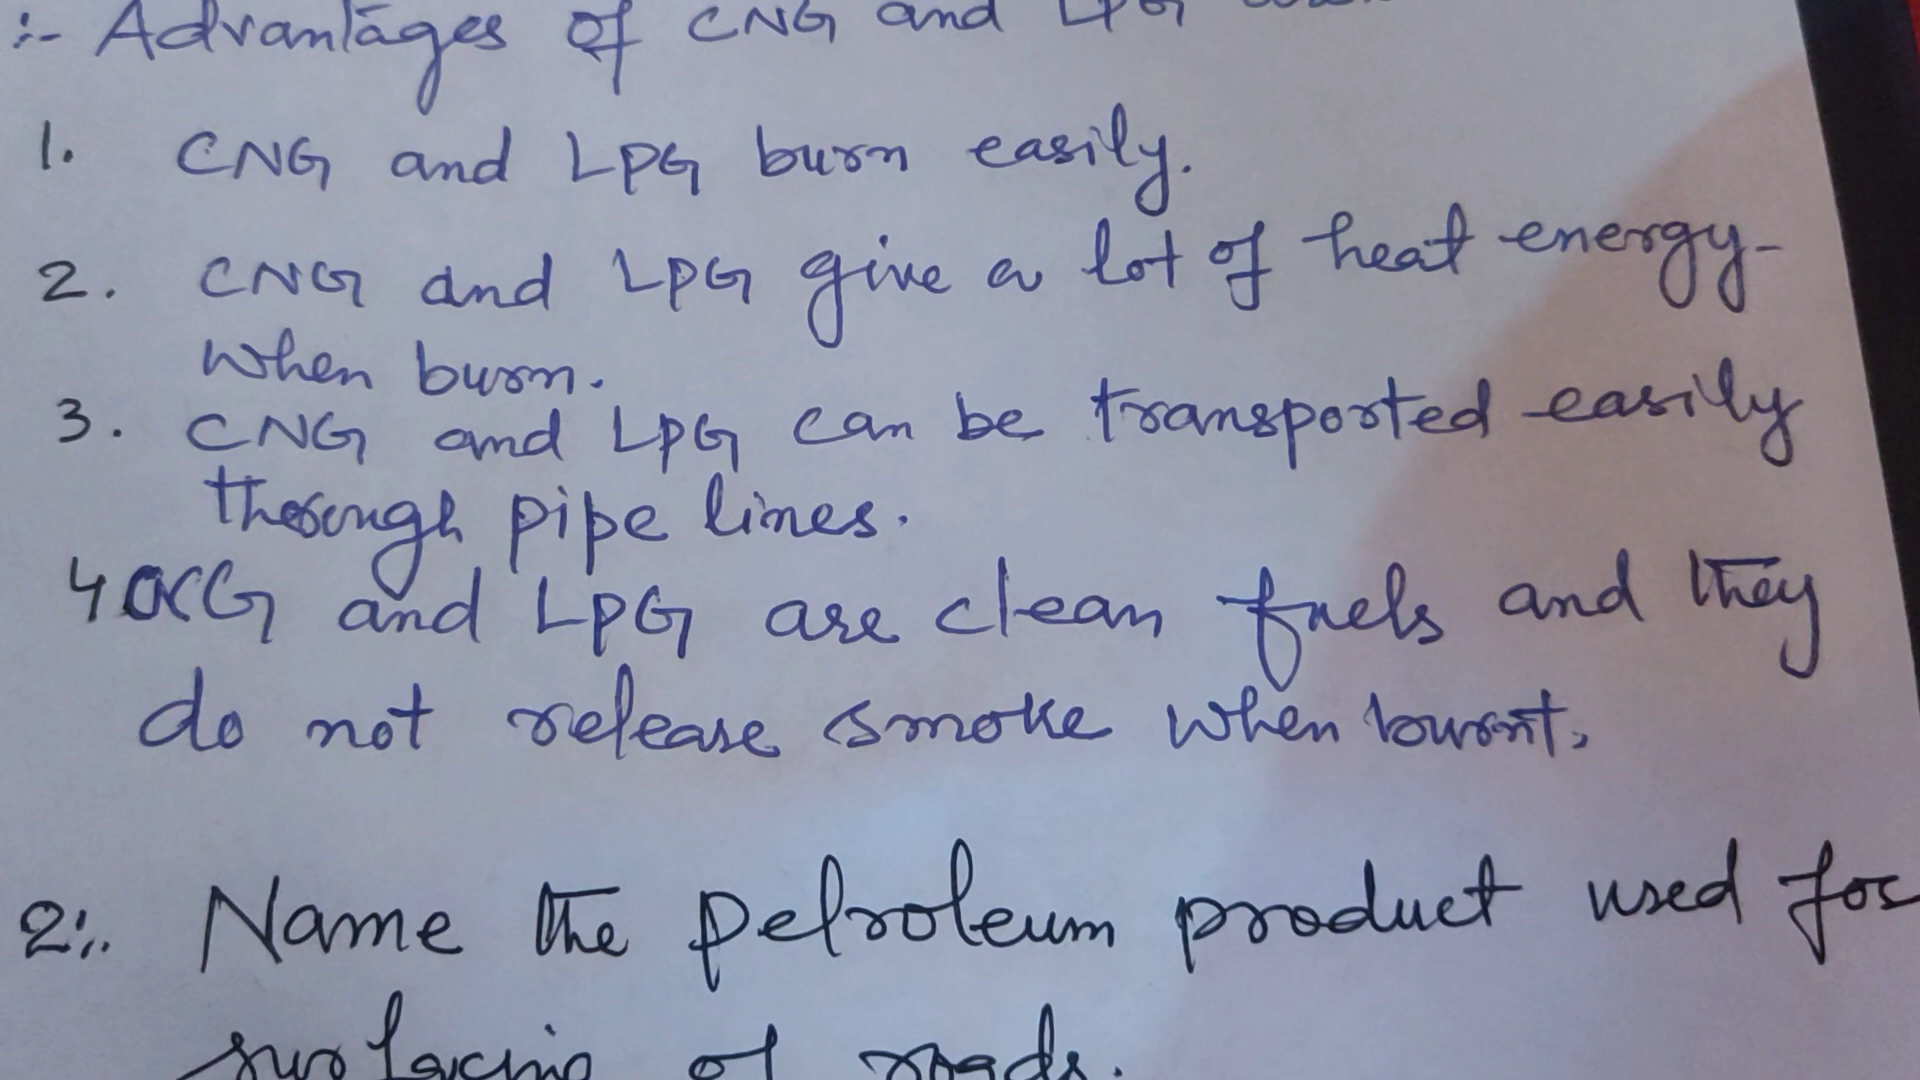 :- Advantages of CNG and LPG
1. CNG and LPG burn easily.
2. CNG and LPG give a lot of heat energy-
when burn.
3. CNG and LPG can be transported easily
through pipe lines.
4 and LPG are clean fuels and they
do not release smoke when burnt.
2:. Name the petroleum product used for
surfacing of roads.